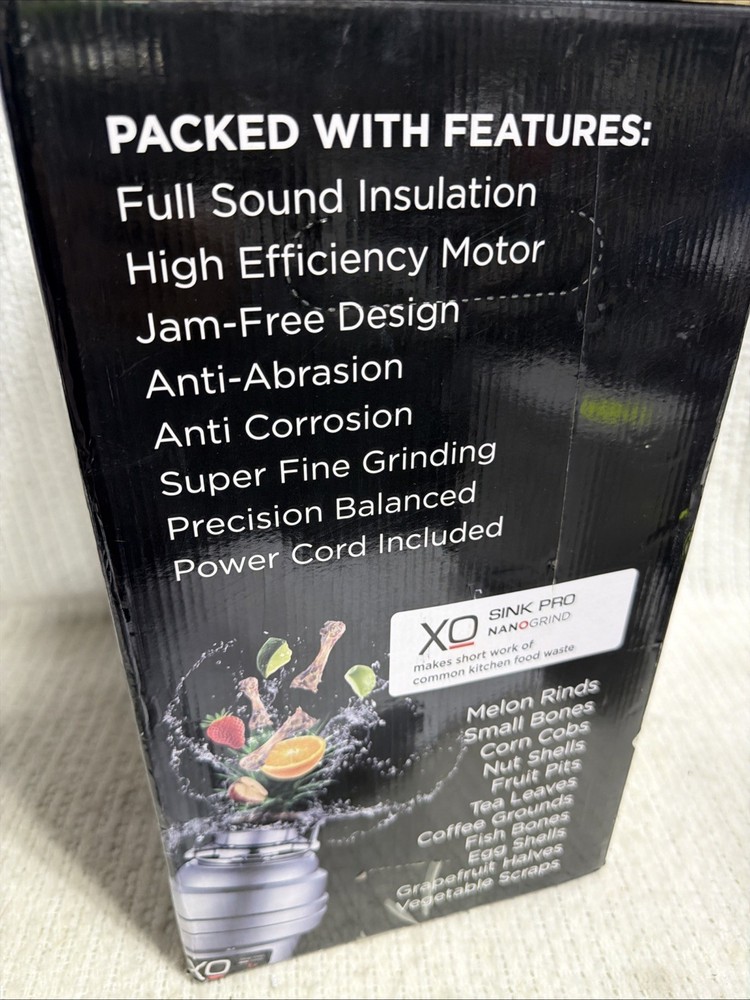 PACKED WITH FEATURES:
Full Sound Insulation
High Efficiency Motor
Jam-Free Design
Anti-Abrasion
Anti Corrosion
Super Fine Grinding
Precision Balanced
Power Cord Included
XO SINK PRO
NANOGRIND
makes short work of
common kitchen food waste
Melon Rinds
Small Bones
Corn Cobs
Nut Shells
Fruit Pits
Tea Leaves
Coffee Grounds
Fish Bones
Egg Shells
Grapefruit Halves
Vegetable Scraps
XO